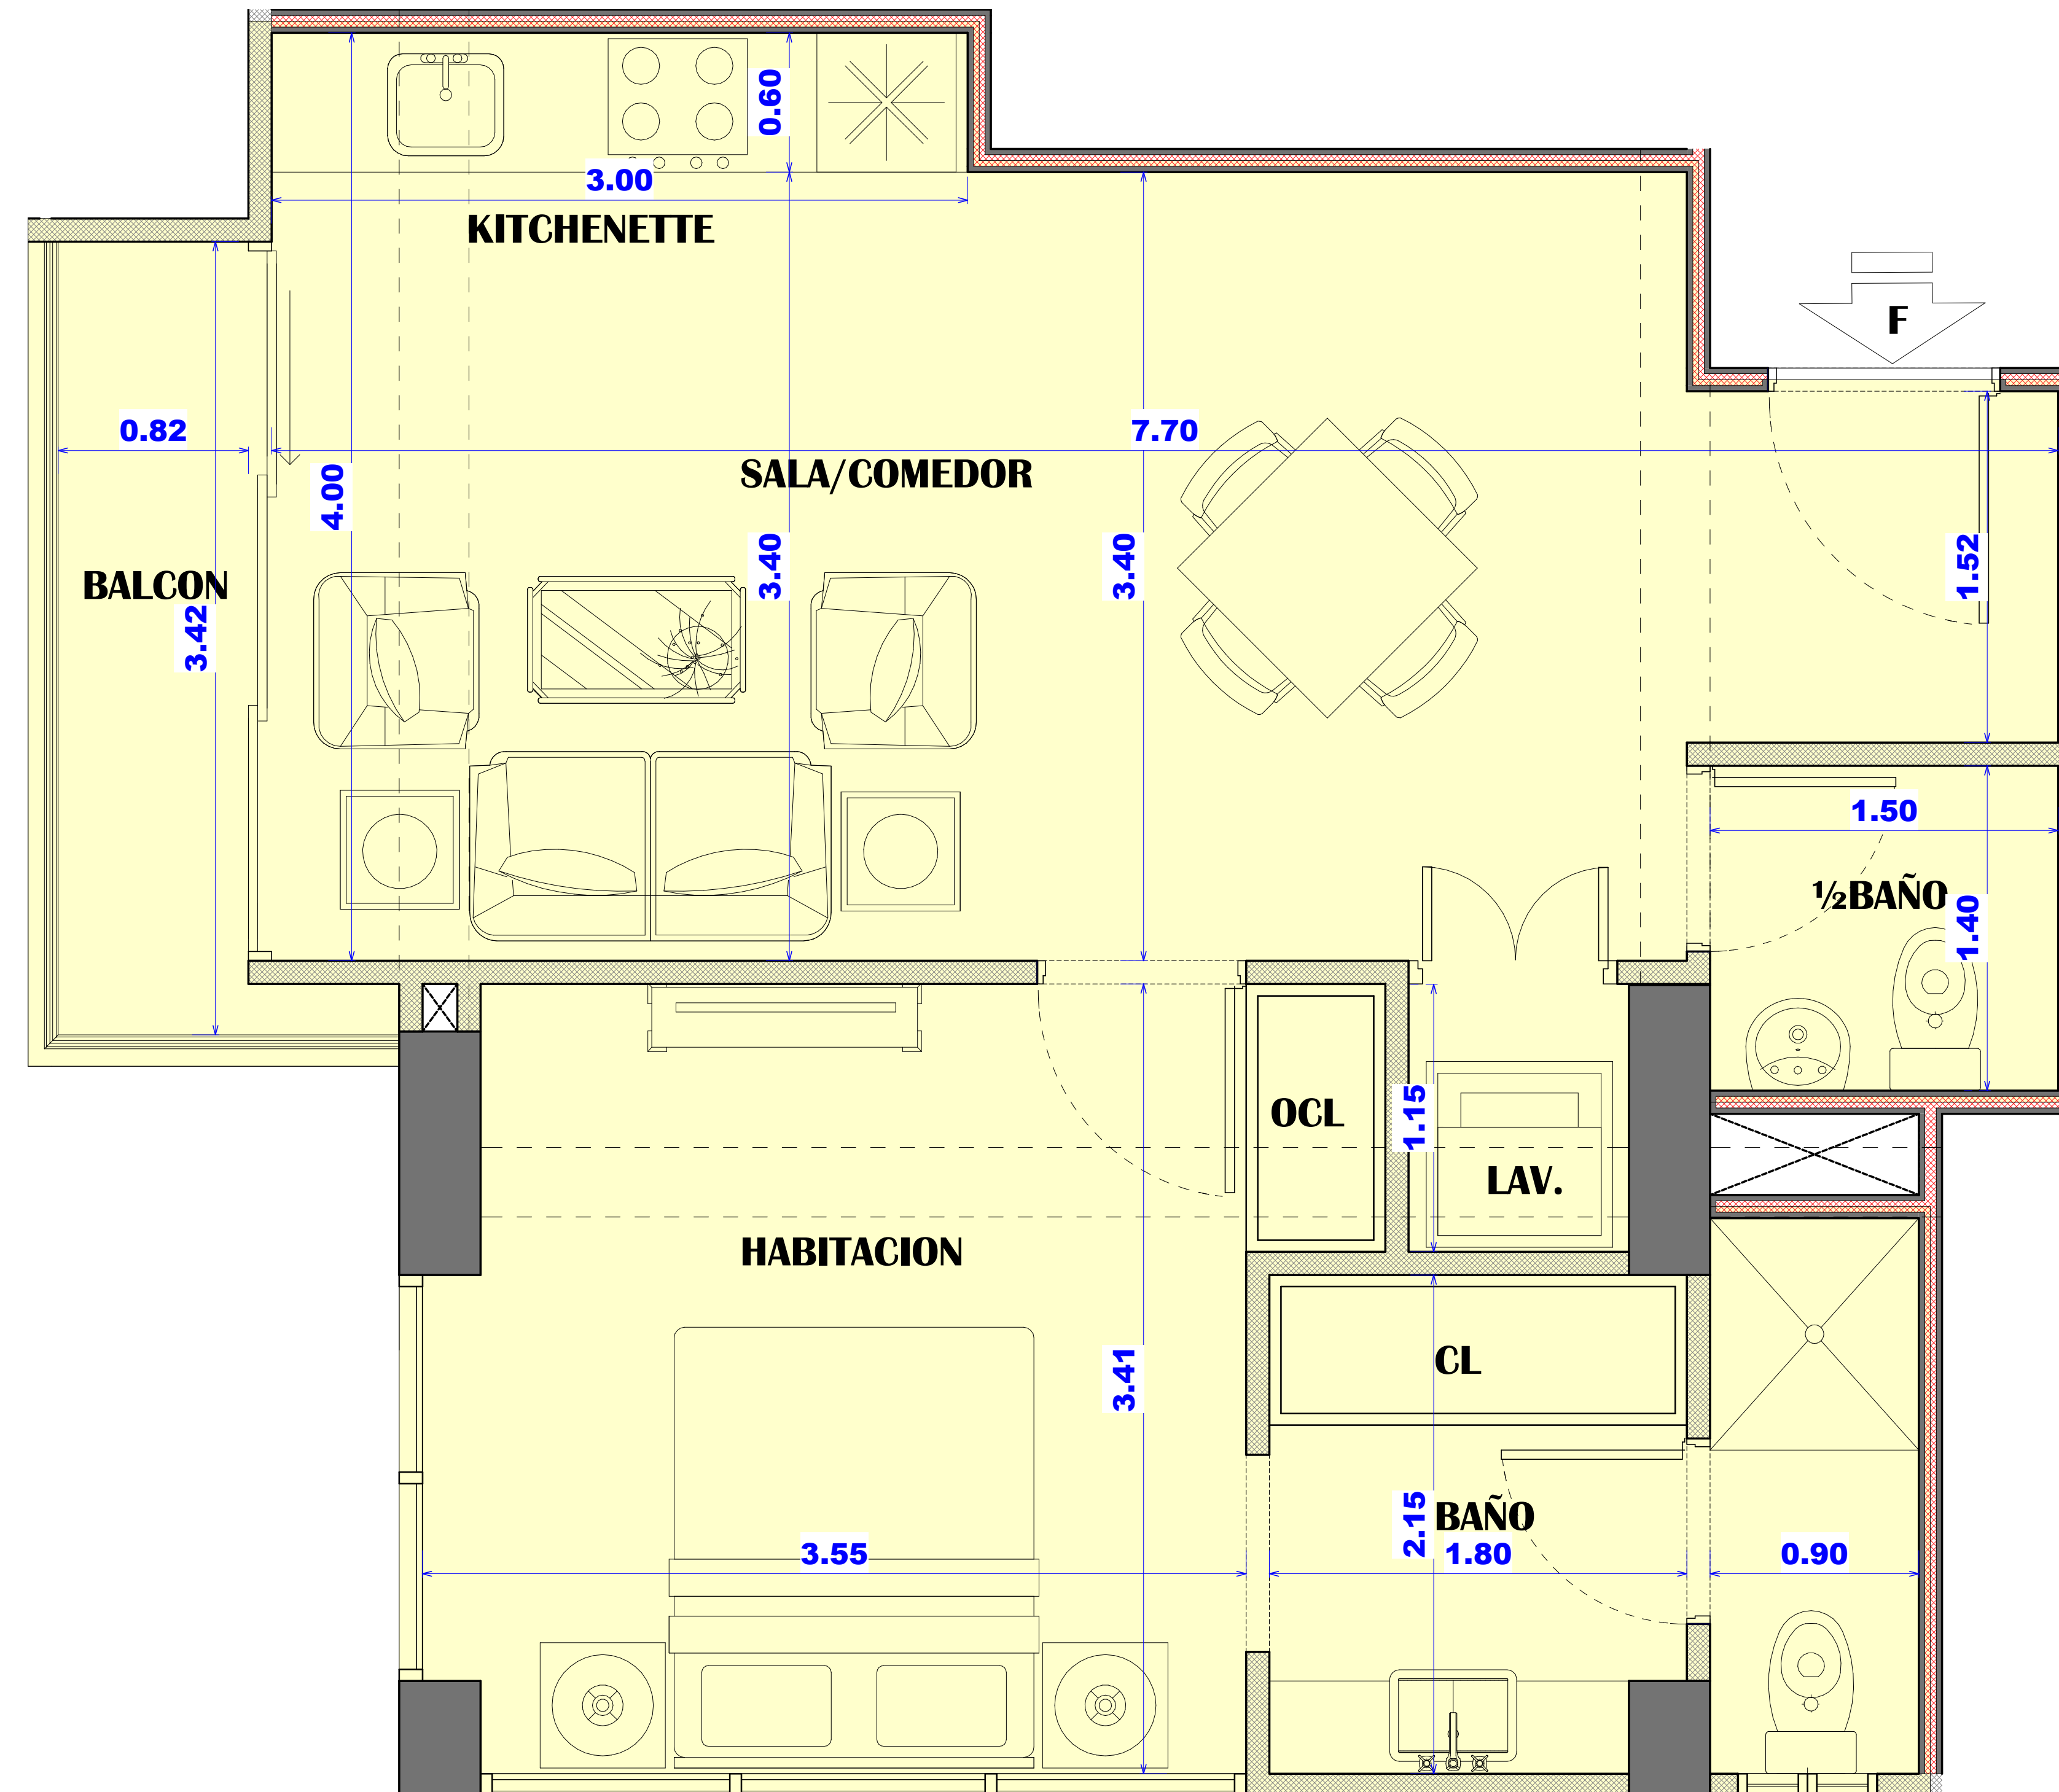 0.60
3.00
KITCHENETTE
F
0.82
7.70
SALA/COMEDOR
4.00
3.40
3.40
1.52
BALCON
3.42
1.50
½BAÑO
1.40
OCL
1.15
LAV.
HABITACION
CL
3.41
BAÑO
2.15
3.55
1.80
0.90